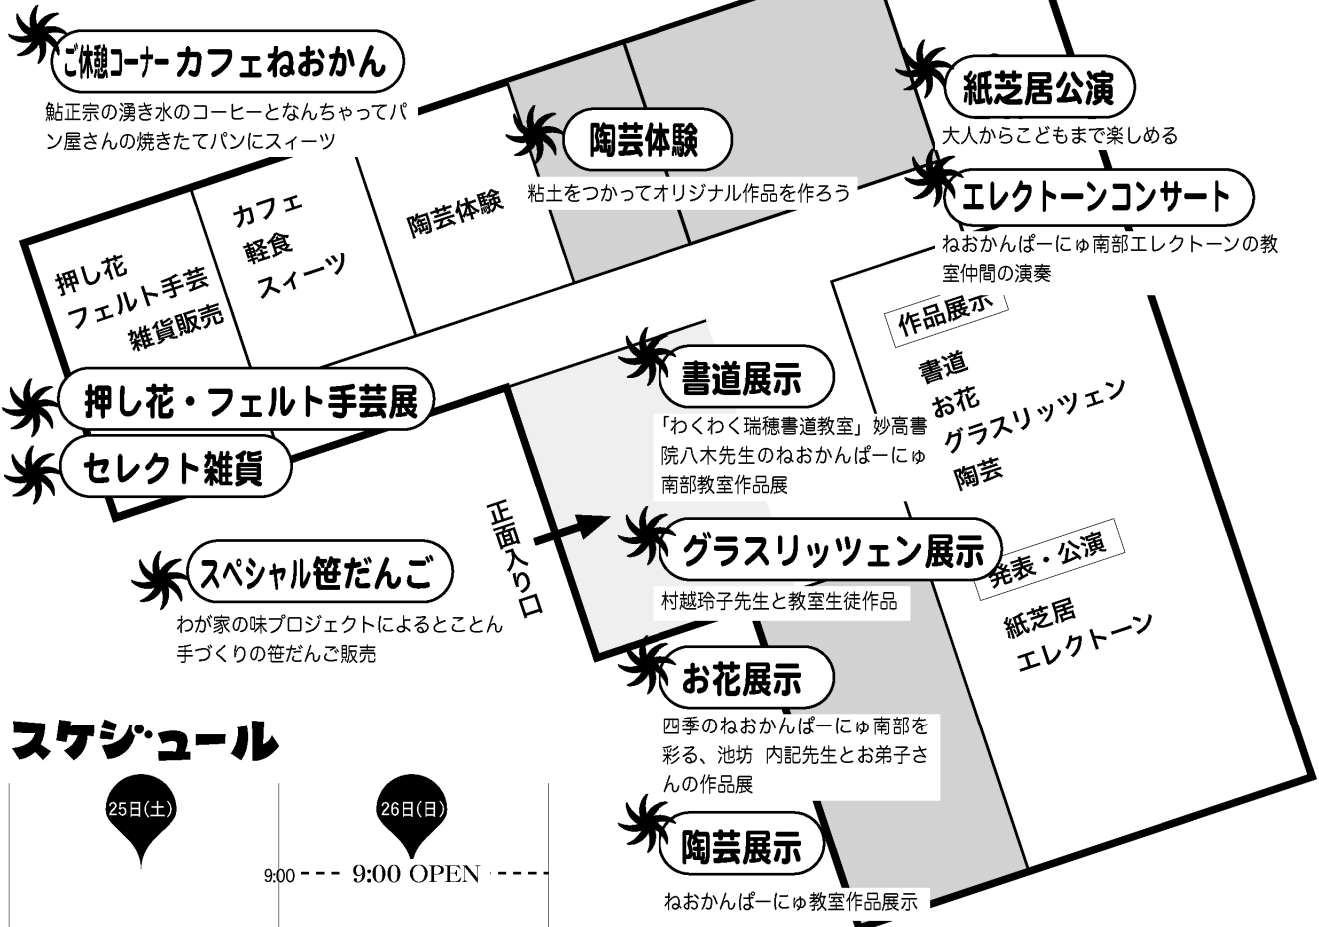 ご休憩コーナー カフェねおかん
鮎正宗の湧き水のコーヒーとなんちゃってパ
ン屋さんの焼きたてパンにスィーツ
陶芸体験
粘土をつかってオリジナル作品を作ろう
紙芝居公演
大人からこどもまで楽しめる
エレクトーンコンサート
ねおかんぱーにゅ南部エレクトーンの教
室仲間の演奏
押し花
フェルト手芸
雑貨販売
カフェ
軽食
スィーツ
陶芸体験
押し花・フェルト手芸展
セレクト雑貨
スペシャル笹だんご
わが家の味プロジェクトによるとことん
手づくりの笹だんご販売
正面入り口
書道展示
「わくわく瑞穂書道教室」妙高書
院八木先生のねおかんぱーにゅ
南部教室作品展
グラスリッツェン展示
村越玲子先生と教室生徒作品
お花展示
四季のねおかんぱーにゅ南部を
彩る、池坊 内記先生とお弟子さ
んの作品展
陶芸展示
ねおかんぱーにゅ教室作品展示
作品展示
書道
お花
グラスリッツェン
陶芸
発表・公演
紙芝居
エレクトーン
スケジュール
25日(土)
26日(日)
9:00
9:00 OPEN